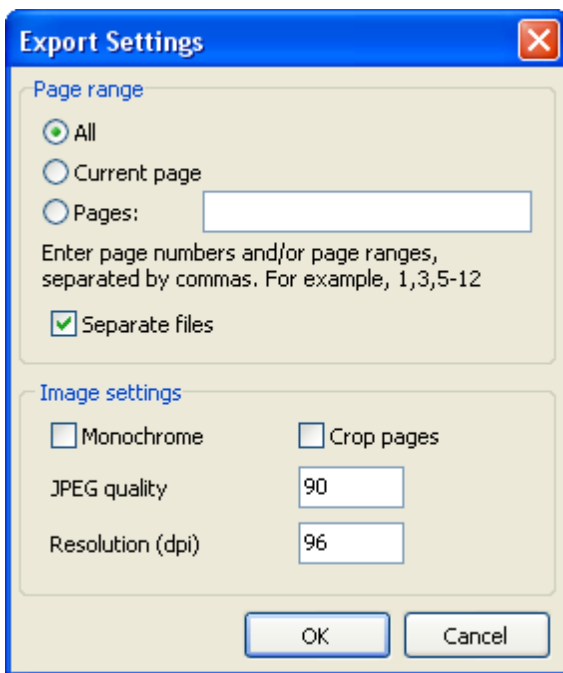 Export Settings
Page range
All
Current page
Pages:
Enter page numbers and/or page ranges,
separated by commas. For example, 1,3,5-12
Separate files
Image settings
Monochrome Crop pages
JPEG quality 90
Resolution (dpi) 96
OK Cancel